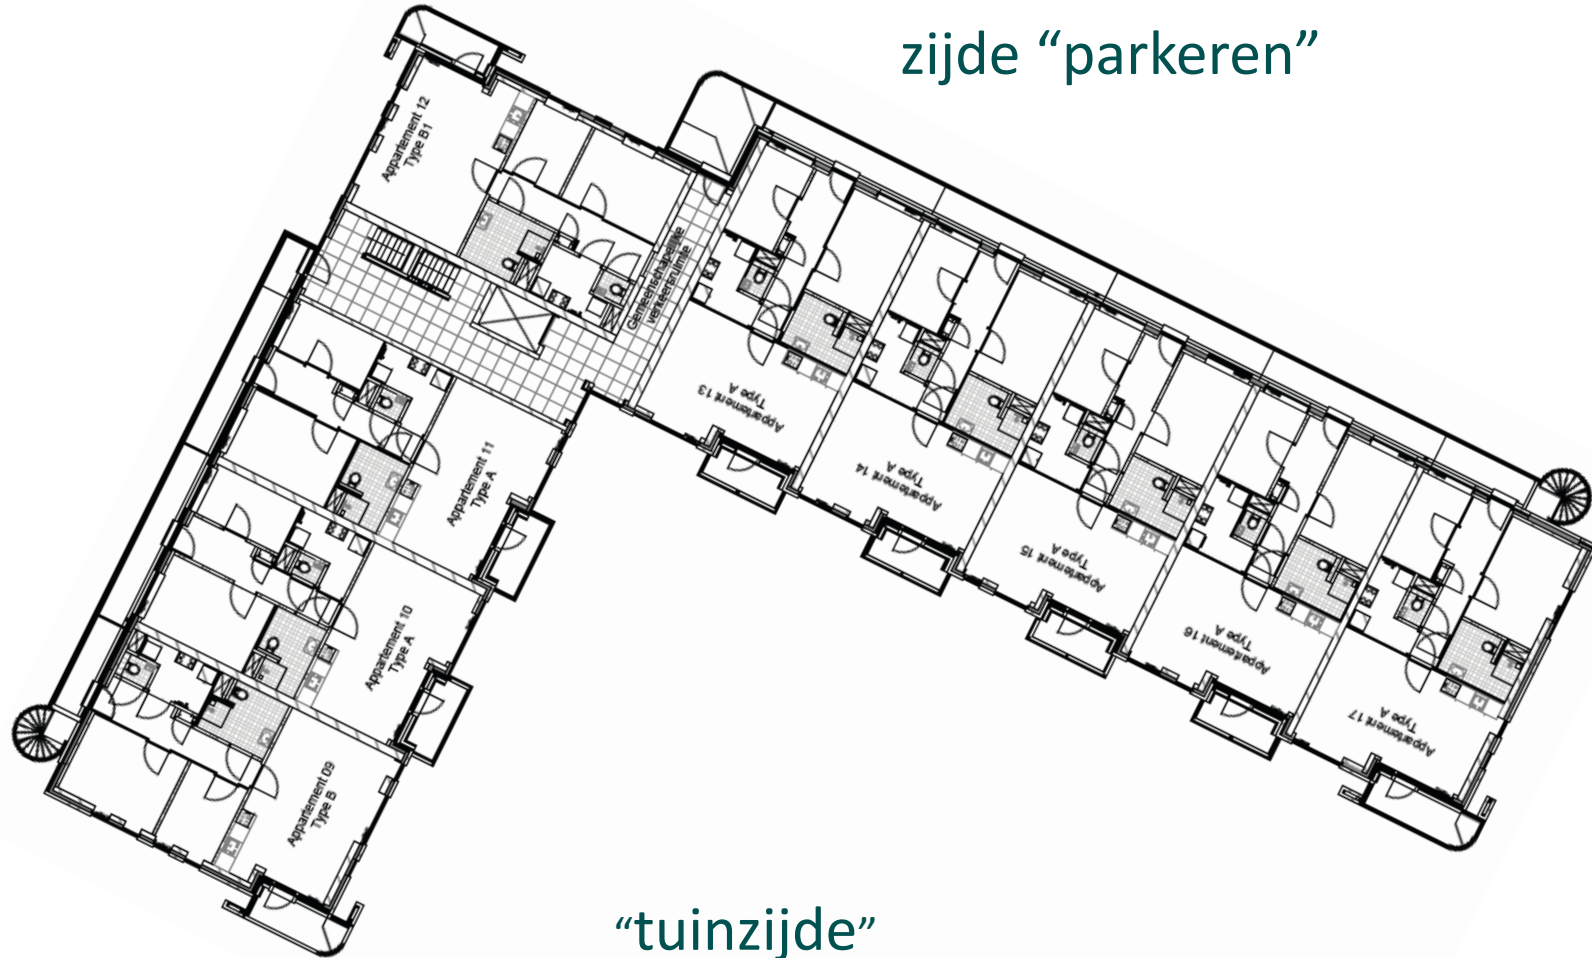 zijde “parkeren”
Appartement 12
Type B1
Gemeenschapelijke
verkeersruimte
Appartement 13
Type A
Appartement 14
Type A
Appartement 15
Type A
Appartement 16
Type A
Appartement 17
Type A
Appartement 11
Type A
Appartement 10
Type A
Appartement 09
Type B
“tuinzijde”